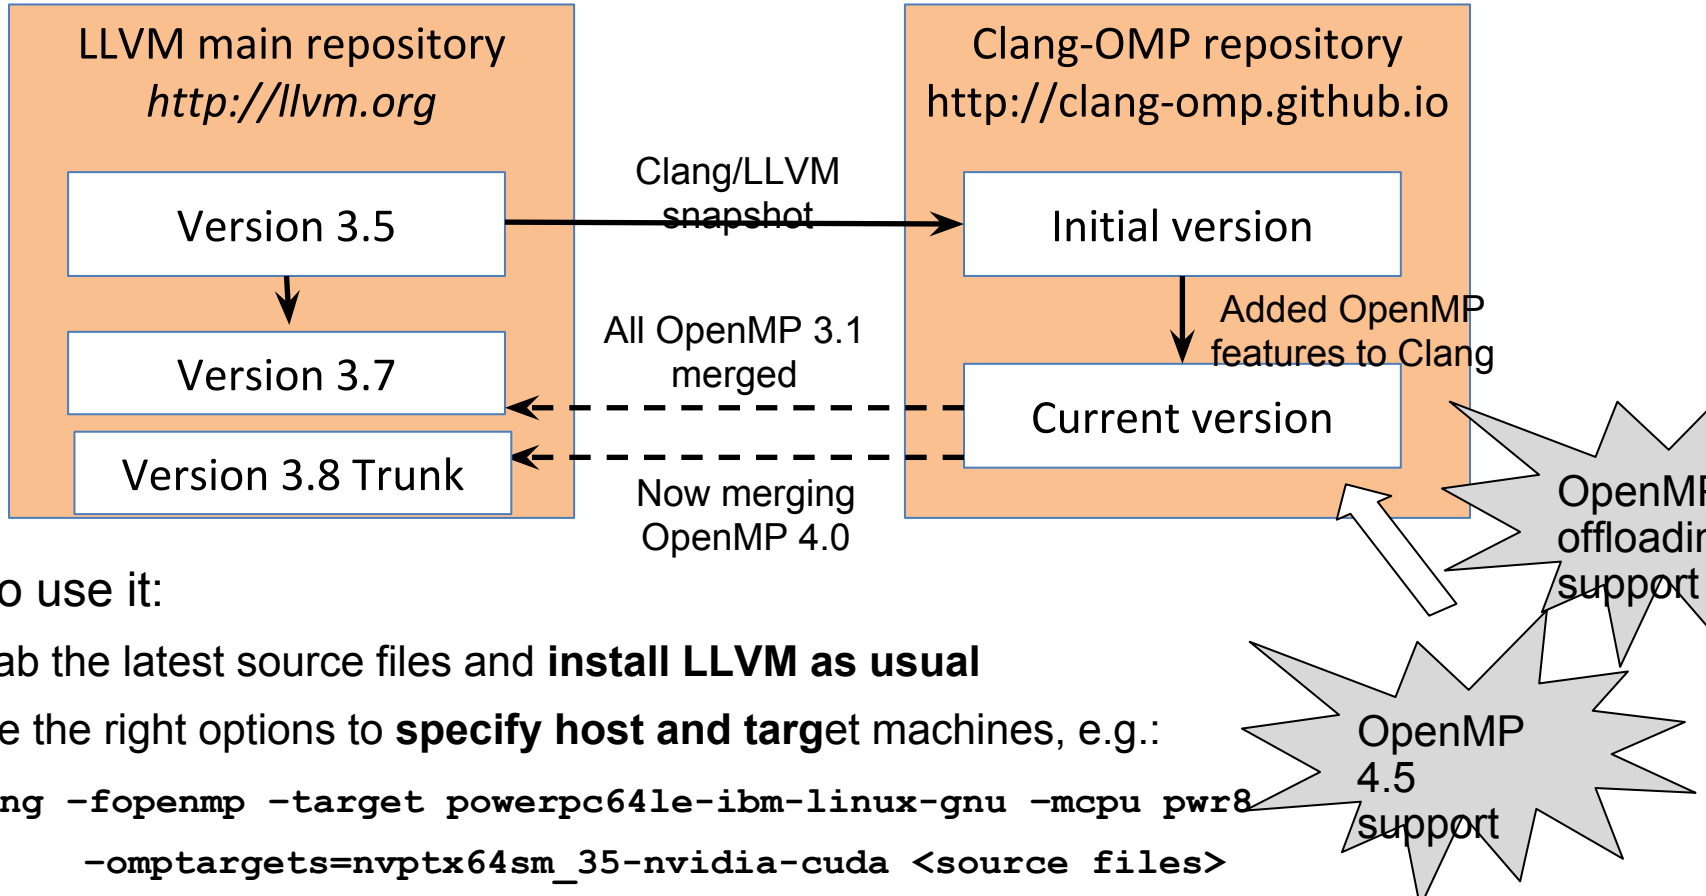 LLVM main repository
http://llvm.org
Version 3.5
Version 3.7
Version 3.8 Trunk
Clang/LLVM
snapshot
All OpenMP 3.1
merged
Now merging
OpenMP 4.0
Clang-OMP repository
http://clang-omp.github.io
Initial version
Added OpenMP
features to Clang
Current version
OpenMP
offloadin
support
OpenMP
4.5
support
o use it:
ab the latest source files and install LLVM as usual
e the right options to specify host and target machines, e.g.:
ng –fopenmp –target powerpc64le-ibm-linux-gnu –mcpu pwr8
–omptargets=nvptx64sm_35-nvidia-cuda <source files>